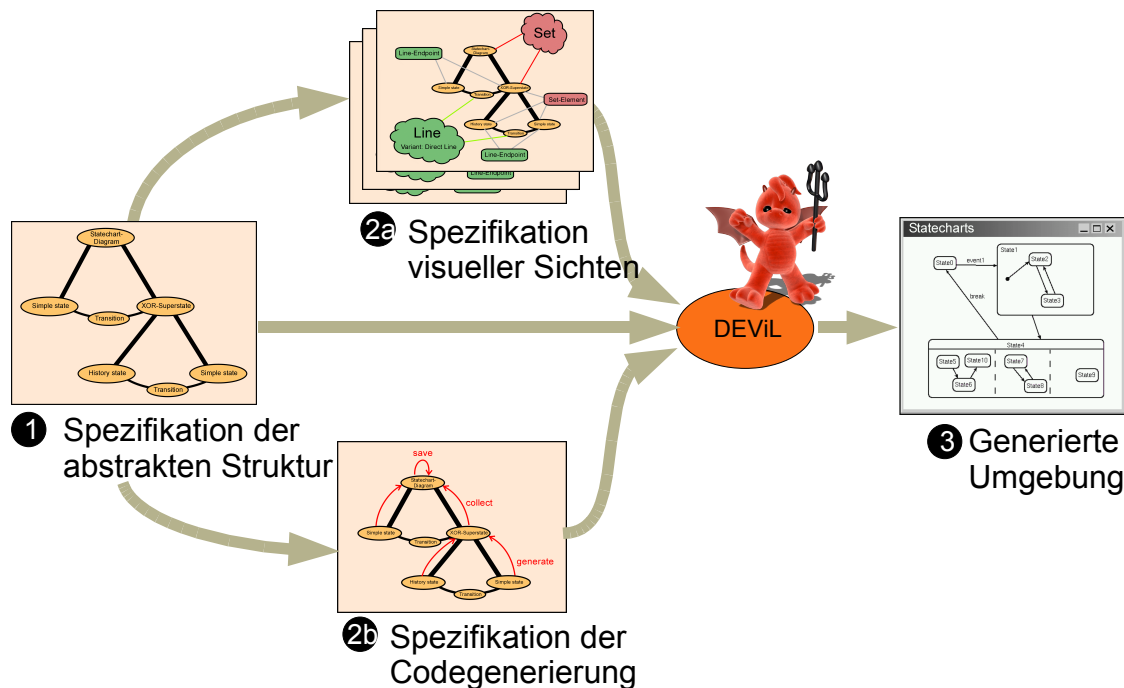 Set
Statechart-
Diagram
Line-Endpoint
Simple state
Transition
XOR-Superstate
Set-Element
History state
Simple state
Transition
Line
Variant: Direct Line
Line-Endpoint
Line-Endpoint
Line-Endpoint
2a Spezifikation
visueller Sichten
Statechart-
Diagram
Simple state
XOR-Superstate
Transition
History state
Simple state
Transition
1 Spezifikation der
abstrakten Struktur
DEViL
Statecharts
State1
State0
event1
State2
State3
break
State4
State5
State10
State7
State6
State8
State9
3 Generierte
Umgebung
save
Statechart-
Diagram
collect
Simple state
Transition
XOR-Superstate
generate
History state
Simple state
Transition
2b Spezifikation der
Codegenerierung